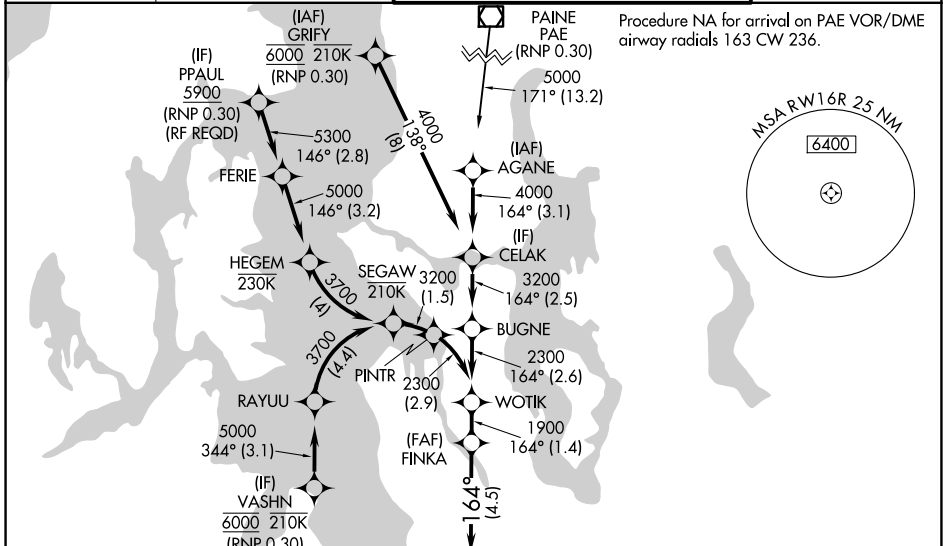 (IAF)
GRIFY
6000 210K
(RNP 0.30)
PAINE
PAE
(RNP 0.30)
Procedure NA for arrival on PAE VOR/DME
airway radials 163 CW 236.
(IF)
PPAUL
5900
(RNP 0.30)
(RF REQD)
5000
171° (13.2)
4000
138°
(8)
MSA RW16R 25 NM
6400
5300
146° (2.8)
FERIE
(IAF)
AGANE
5000
146° (3.2)
4000
164° (3.1)
(IF)
CELAK
HEGEM
230K
SEGAW
210K
3200
(1.5)
3200
164° (2.5)
3700
(4)
BUGNE
3700
(4.4)
PINTR
2300
(2.9)
2300
164° (2.6)
RAYUU
WOTIK
5000
344° (3.1)
1900
164° (1.4)
(FAF)
FINKA
(IF)
VASHN
6000 210K
(RNP 0.30)
164°
(4.5)